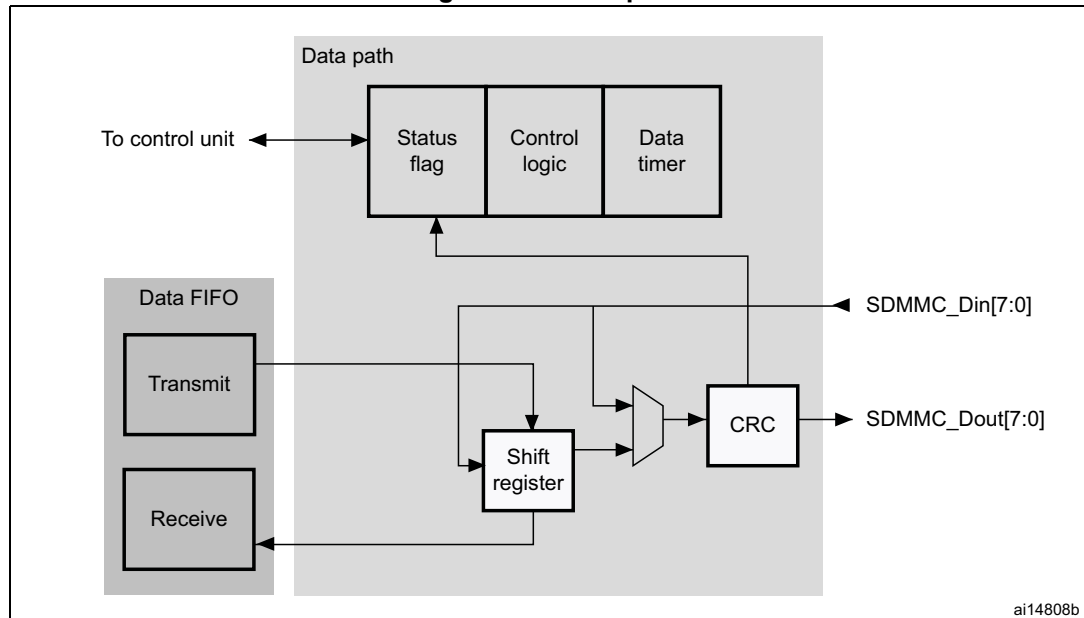 Data path
To control unit
Status
flag
Control
logic
Data
timer
Data FIFO
SDMMC_Din[7:0]
Transmit
CRC
SDMMC_Dout[7:0]
Shift
register
Receive
ai14808b